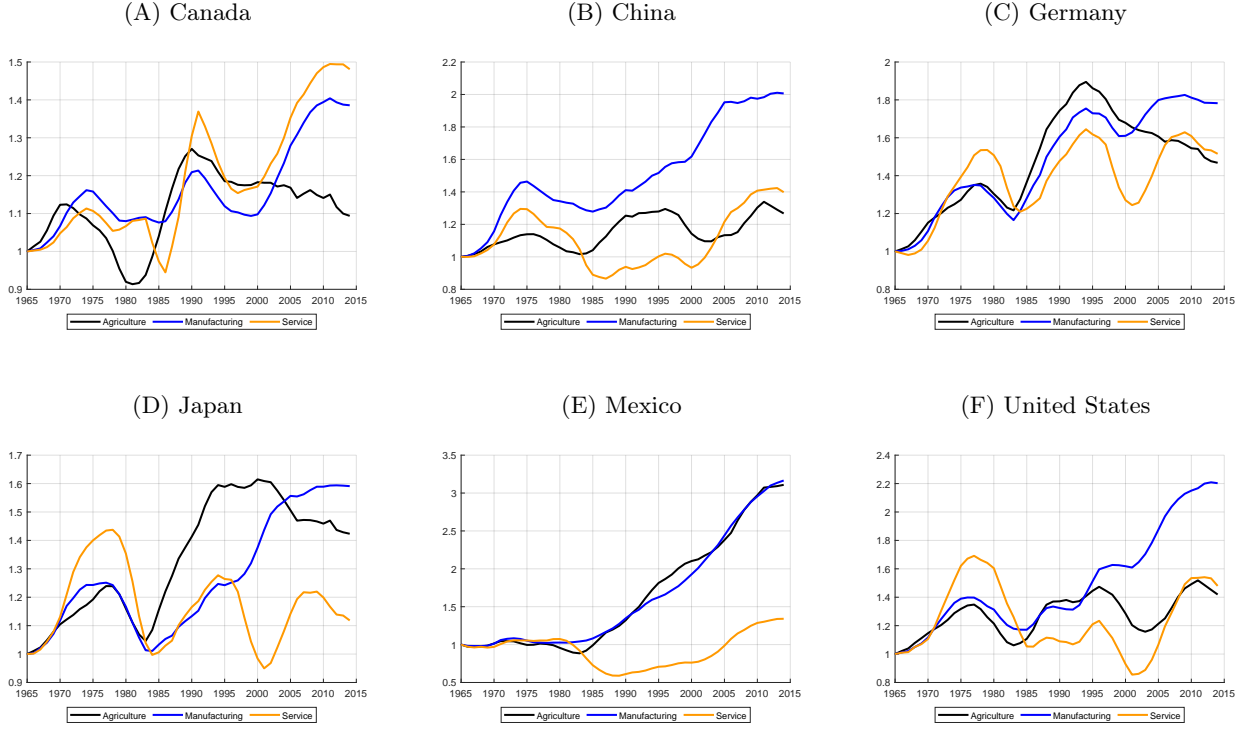 (A) Canada
1.5
1.4
1.3
1.2
1.1
1
0.9
1965 1970 1975 1980 1985 1990 1995 2000 2005 2010 2015
Agriculture Manufacturing Service
(B) China
2.2
2
1.8
1.6
1.4
1.2
1
0.8
1965 1970 1975 1980 1985 1990 1995 2000 2005 2010 2015
Agriculture Manufacturing Service
(C) Germany
2
1.8
1.6
1.4
1.2
1
0.8
1965 1970 1975 1980 1985 1990 1995 2000 2005 2010 2015
Agriculture Manufacturing Service
(D) Japan
1.7
1.6
1.5
1.4
1.3
1.2
1.1
1
0.9
1965 1970 1975 1980 1985 1990 1995 2000 2005 2010 2015
Agriculture Manufacturing Service
(E) Mexico
3.5
3
2.5
2
1.5
1
0.5
1965 1970 1975 1980 1985 1990 1995 2000 2005 2010 2015
Agriculture Manufacturing Service
(F) United States
2.4
2.2
2
1.8
1.6
1.4
1.2
1
0.8
1965 1970 1975 1980 1985 1990 1995 2000 2005 2010 2015
Agriculture Manufacturing Service